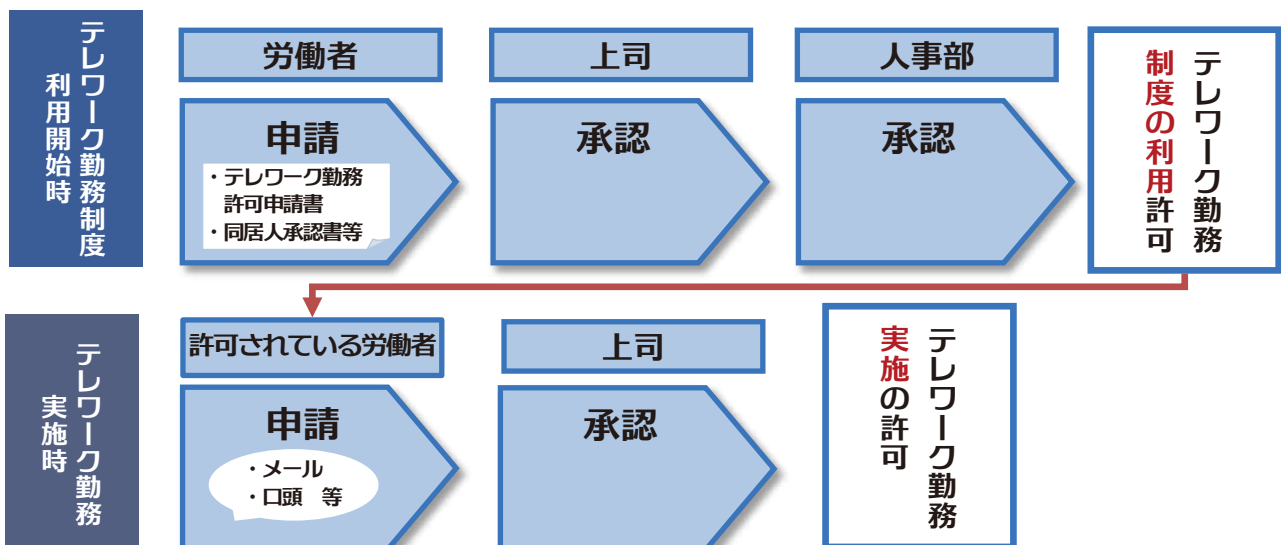 テレワーク勤務制度
利用開始時
労働者
申請
・テレワーク勤務
許可申請書
・同居人承認書等
上司
承認
人事部
承認
テレワーク勤務
制度の利用許可
テレワーク勤務
実施時
許可されている労働者
申請
・メール
・口頭　等
上司
承認
テレワーク勤務
実施の許可